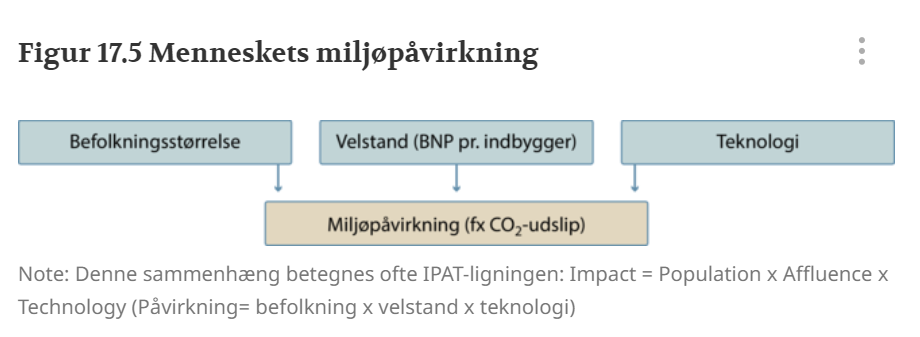 Figur 17.5 Menneskets miljøpåvirkning
Befolkningsstørrelse
Velstand (BNP pr. indbygger)
Teknologi
Miljøpåvirkning (fx CO₂-udslip)
Note: Denne sammenhæng betegnes ofte IPAT-ligningen: Impact = Population x Affluence x
Technology (Påvirkning= befolkning x velstand x teknologi)